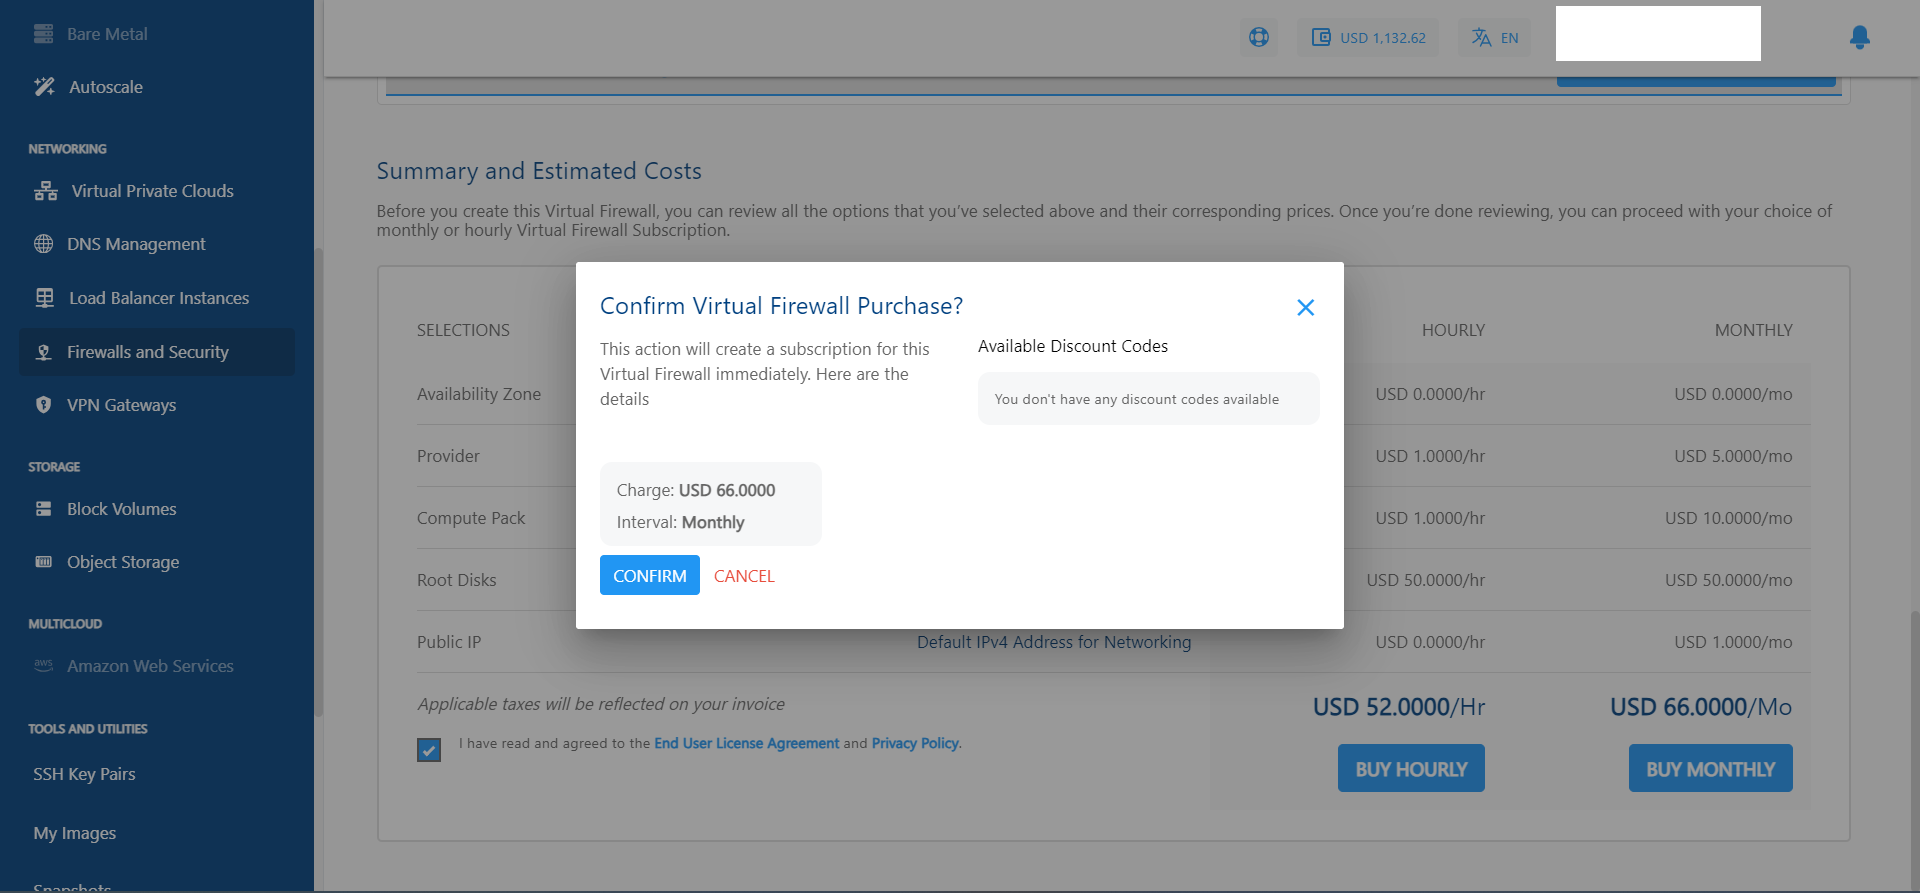 Bare Metal
Autoscale
NETWORKING
Virtual Private Clouds
DNS Management
Load Balancer Instances
Firewalls and Security
VPN Gateways
STORAGE
Block Volumes
Object Storage
MULTICLOUD
aws Amazon Web Services
TOOLS AND UTILITIES
SSH Key Pairs
My Images
Snapshots
USD 1,132.62
EN
Summary and Estimated Costs
Before you create this Virtual Firewall, you can review all the options that you've selected above and their corresponding prices. Once you're done reviewing, you can proceed with your choice of
monthly or hourly Virtual Firewall Subscription.
SELECTIONS HOURLY MONTHLY
Availability Zone USD 0.0000/hr USD 0.0000/mo
Provider USD 1.0000/hr USD 5.0000/mo
Compute Pack USD 1.0000/hr USD 10.0000/mo
Root Disks USD 50.0000/hr USD 50.0000/mo
Public IP Default IPv4 Address for Networking USD 0.0000/hr USD 1.0000/mo
Applicable taxes will be reflected on your invoice
USD 52.0000/Hr USD 66.0000/Mo
I have read and agreed to the End User License Agreement and Privacy Policy.
BUY HOURLY BUY MONTHLY
Confirm Virtual Firewall Purchase?
This action will create a subscription for this
Virtual Firewall immediately. Here are the
details
Available Discount Codes
You don't have any discount codes available
Charge: USD 66.0000
Interval: Monthly
CONFIRM CANCEL